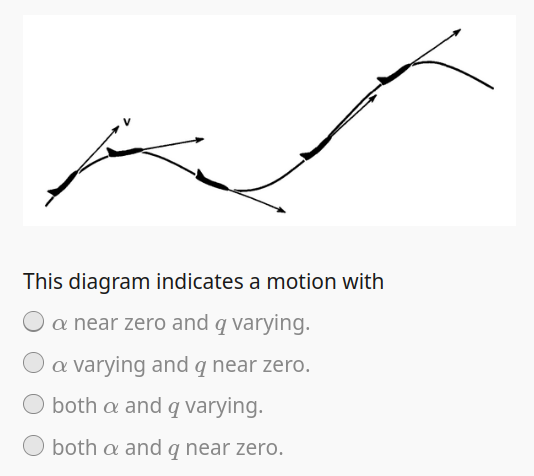 V
This diagram indicates a motion with
α near zero and q varying.
α varying and q near zero.
both α and q varying.
both α and q near zero.